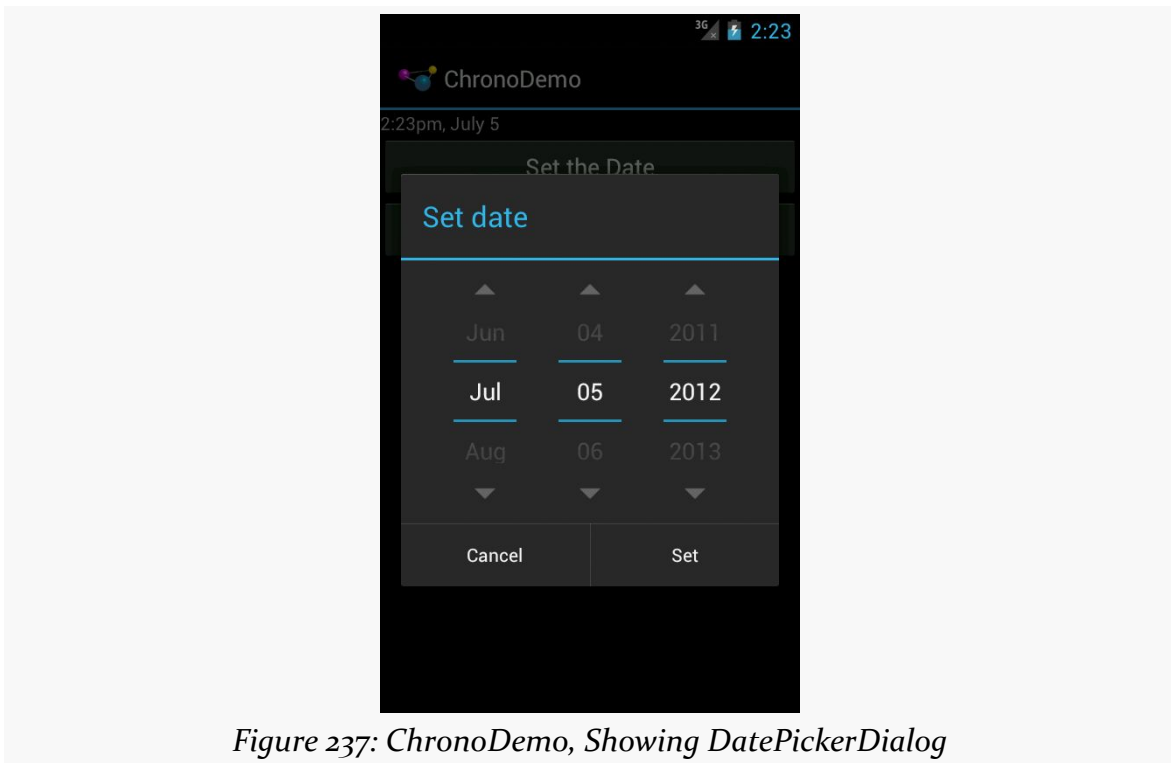 3G 2:23
ChronoDemo
2:23pm, July 5
Set the Date
Set date
Jun 04 2011
Jul 05 2012
Aug 06 2013
Cancel Set
Figure 237: ChronoDemo, Showing DatePickerDialog